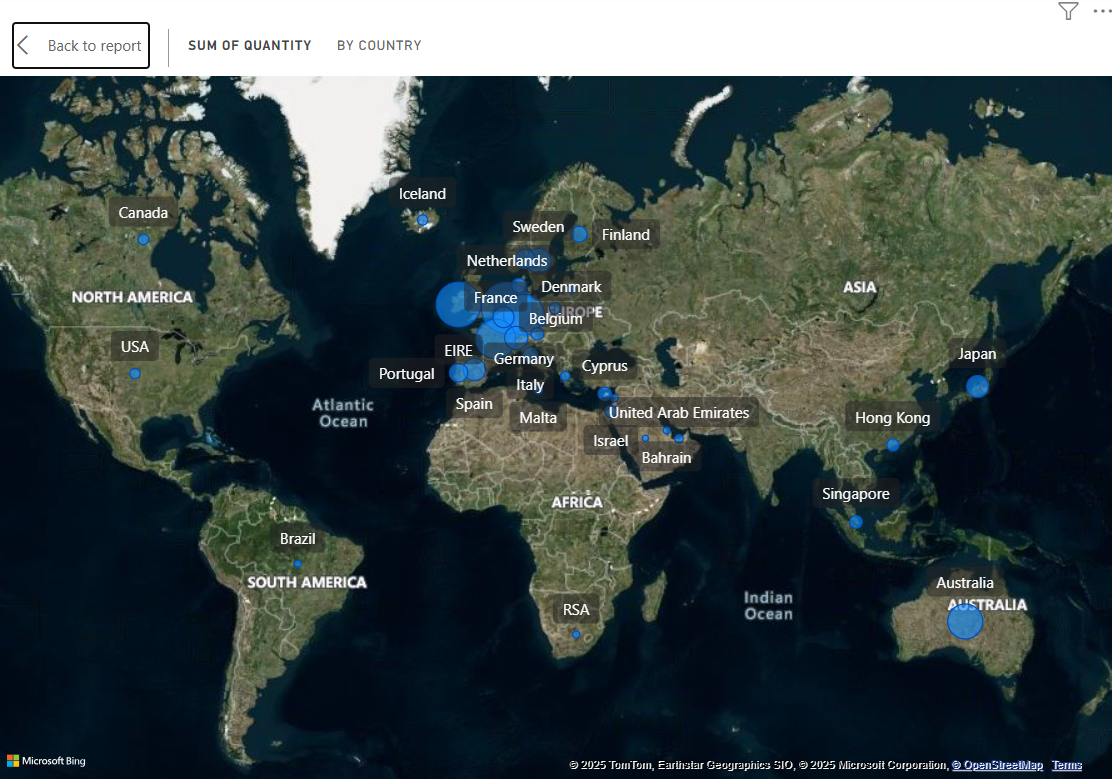 Back to report
SUM OF QUANTITY
BY COUNTRY
Iceland
Canada
Sweden
Finland
Netherlands
Denmark
ASIA
NORTH AMERICA
France
EUROPE
Belgium
USA
EIRE
Germany
Japan
Cyprus
Portugal
Italy
Atlantic
Ocean
Spain
Malta
United Arab Emirates
Hong Kong
Israel
Bahrain
Singapore
AFRICA
Brazil
SOUTH AMERICA
Australia
AUSTRALIA
Indian
Ocean
RSA
Microsoft Bing
© 2025 TomTom, Earthstar Geographics SIO, © 2025 Microsoft Corporation, © OpenStreetMap Terms